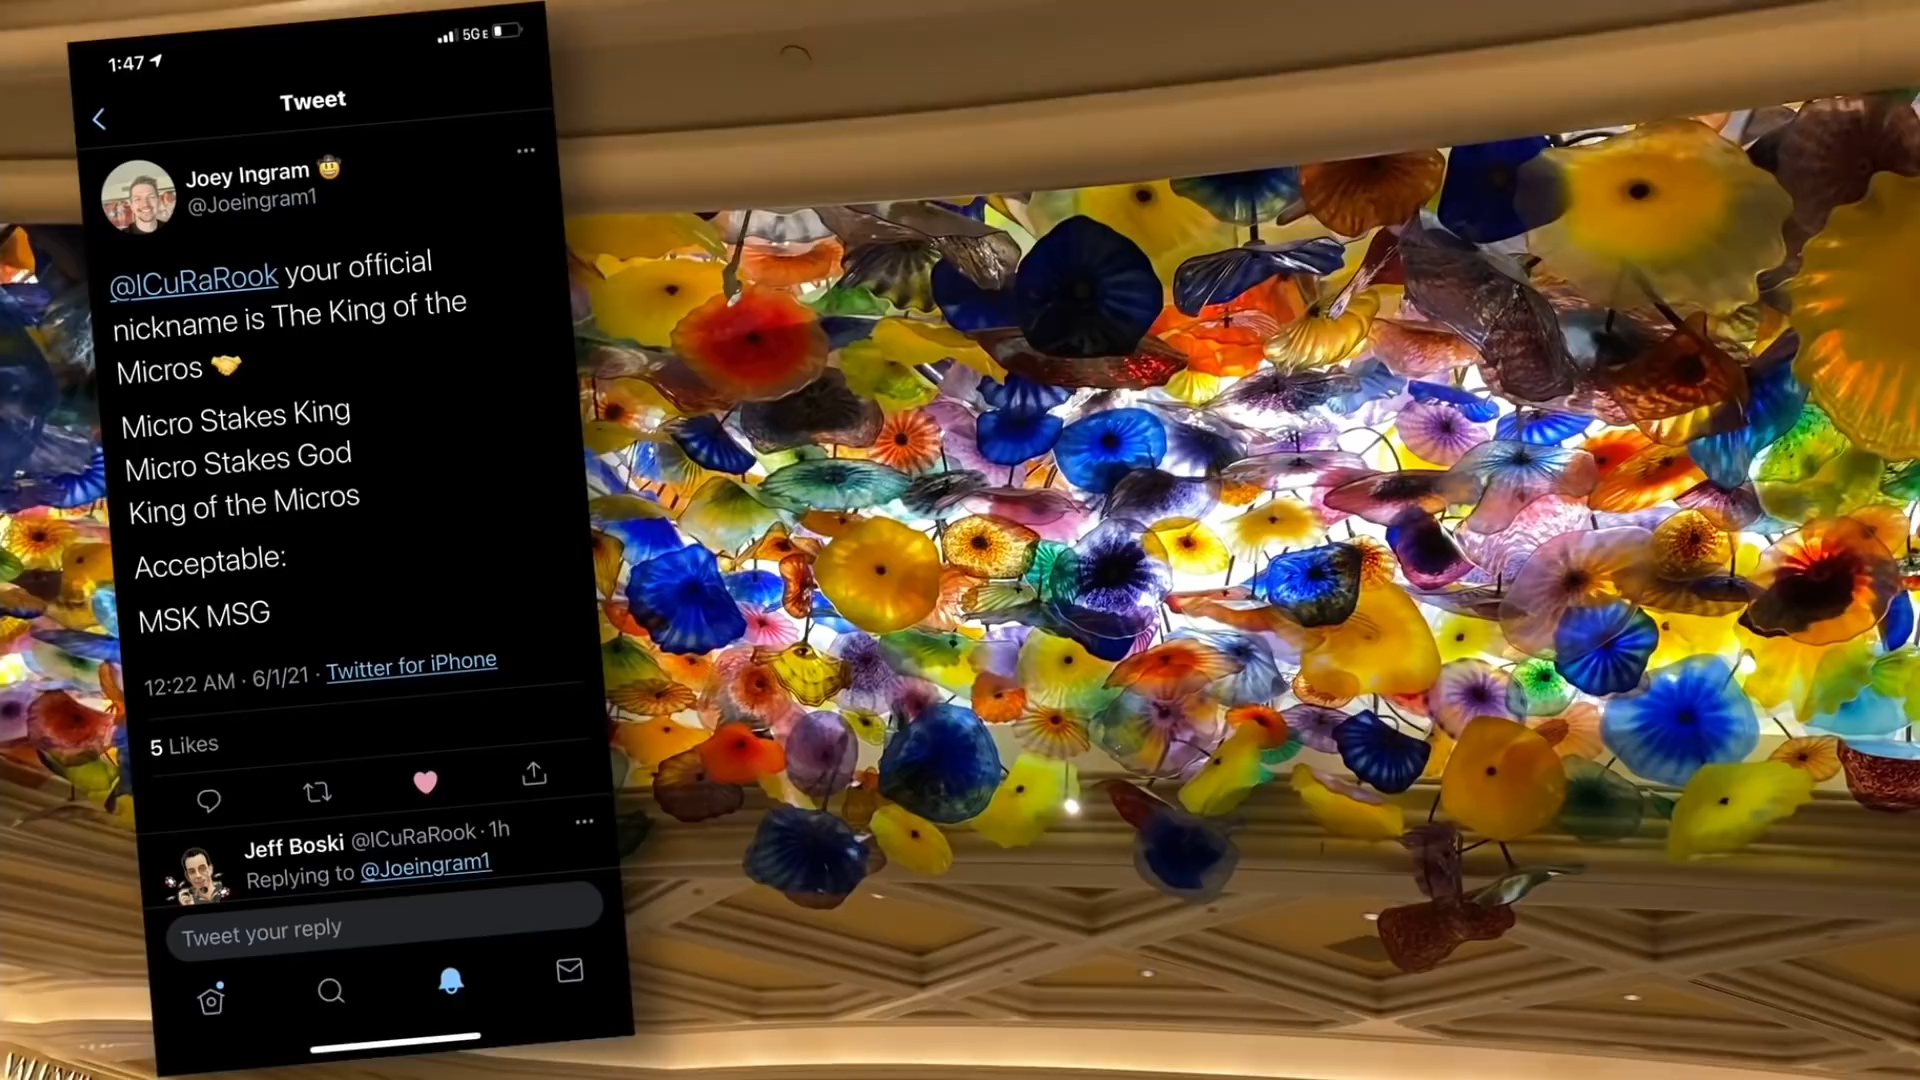 1:47
5GE
Tweet
Joey Ingram 🤠
@Joeingram1
@ICuRaRook your official
nickname is The King of the
Micros 🤝
Micro Stakes King
Micro Stakes God
King of the Micros
Acceptable:
MSK MSG
12:22 AM · 6/1/21 · Twitter for iPhone
5 Likes
Jeff Boski @ICuRaRook · 1h
Replying to @Joeingram1
Tweet your reply